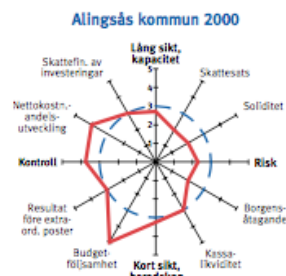 Alingsås kommun 2000
Lång sikt,
kapacitet
Skattefin. av
investeringar
Skattesats
Nettokostn.-
andels-
utveckling
Soliditet
Kontroll
Risk
Resultat
före extra-
ord. poster
Borgens-
åtagande
Budget-
följsamhet
Kassa-
likviditet
Kort sikt,
beredskap
5
4
3
2
1